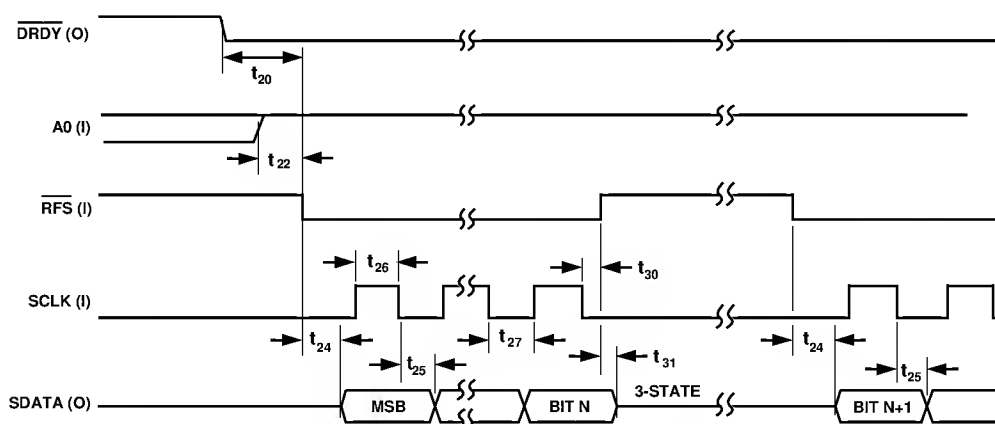 DRDY (O)
t20
A0 (I)
t22
RFS (I)
t26
t30
SCLK (I)
t24
t25
t27
t31
t24
t25
SDATA (O)
MSB
BIT N
3-STATE
BIT N+1